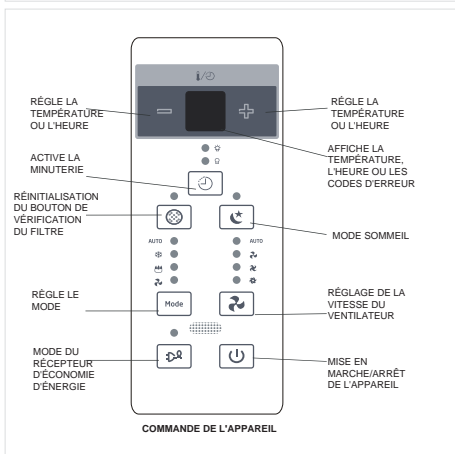 RÉGLE LA
TEMPÉRATURE
OU L'HEURE
RÉGLE LA
TEMPÉRATURE
OU L'HEURE
AFFICHE LA
TEMPÉRATURE,
L'HEURE OU LES
CODES D'ERREUR
ACTIVE LA
MINUTERIE
RÉINITIALISATION
DU BOUTON DE
VÉRIFICATION
DU FILTRE
MODE SOMMEIL
AUTO
AUTO
RÈGLE LE
MODE
Mode
RÉGLAGE DE LA
VITESSE DU
VENTILATEUR
MODE DU
RÉCEPTEUR
D'ÉCONOMIE
D'ÉNERGIE
MISE EN
MARCHE/ARRÊT
DE L'APPAREIL
COMMANDE DE L'APPAREIL